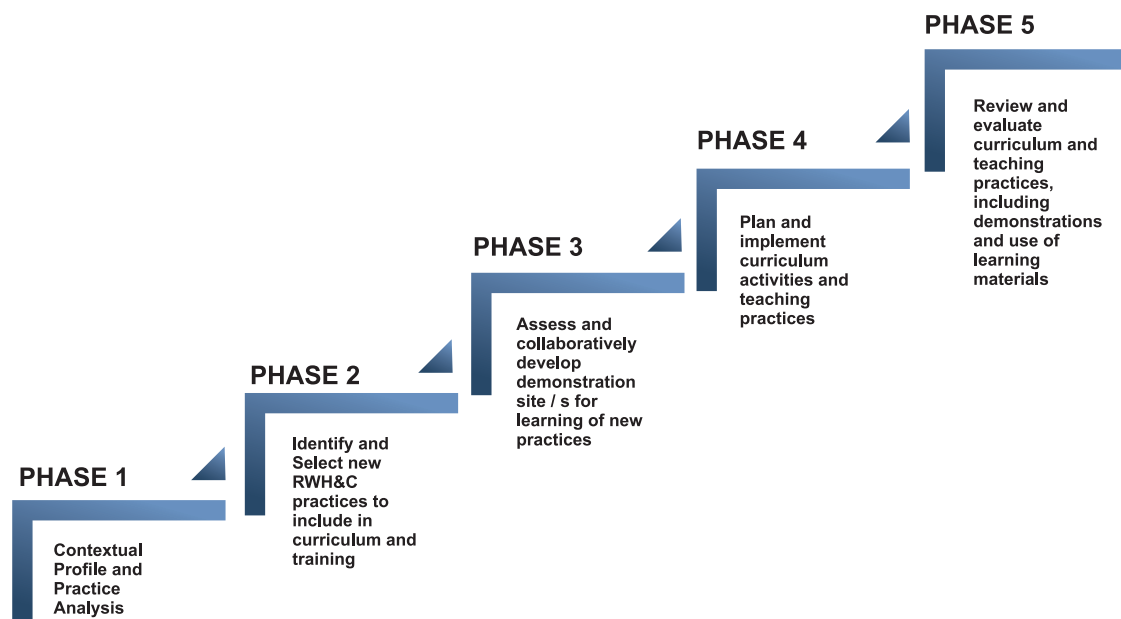 PHASE 1
Contextual
Profile and
Practice
Analysis
PHASE 2
Identify and
Select new
RWH&C
practices to
include in
curriculum and
training
PHASE 3
Assess and
collaboratively
develop
demonstration
site / s for
learning of new
practices
PHASE 4
Plan and
implement
curriculum
activities and
teaching
practices
PHASE 5
Review and
evaluate
curriculum and
teaching
practices,
including
demonstrations
and use of
learning
materials